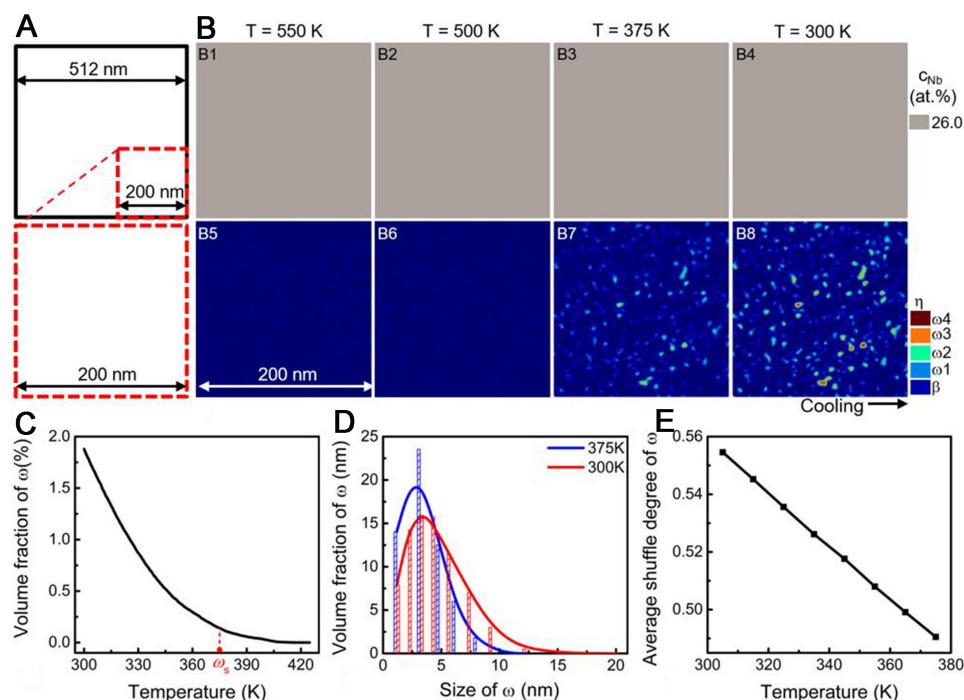 A
B
T = 550 K
T = 500 K
T = 375 K
T = 300 K
512 nm
200 nm
200 nm
B1
B2
B3
B4
c_Nb
(at.%)
26.0
B5
B6
B7
B8
200 nm
η
ω4
ω3
ω2
ω1
β
Cooling
C
Volume fraction of ω(%)
2.0
1.5
1.0
0.5
0.0
300
330
360
390
420
ω_s
Temperature (K)
D
Volume fraction of ω (nm)
25
20
15
10
5
0
0
5
10
15
20
375K
300K
Size of ω (nm)
E
Average shuffle degree of ω
0.56
0.54
0.52
0.50
300
320
340
360
380
Temperature (K)